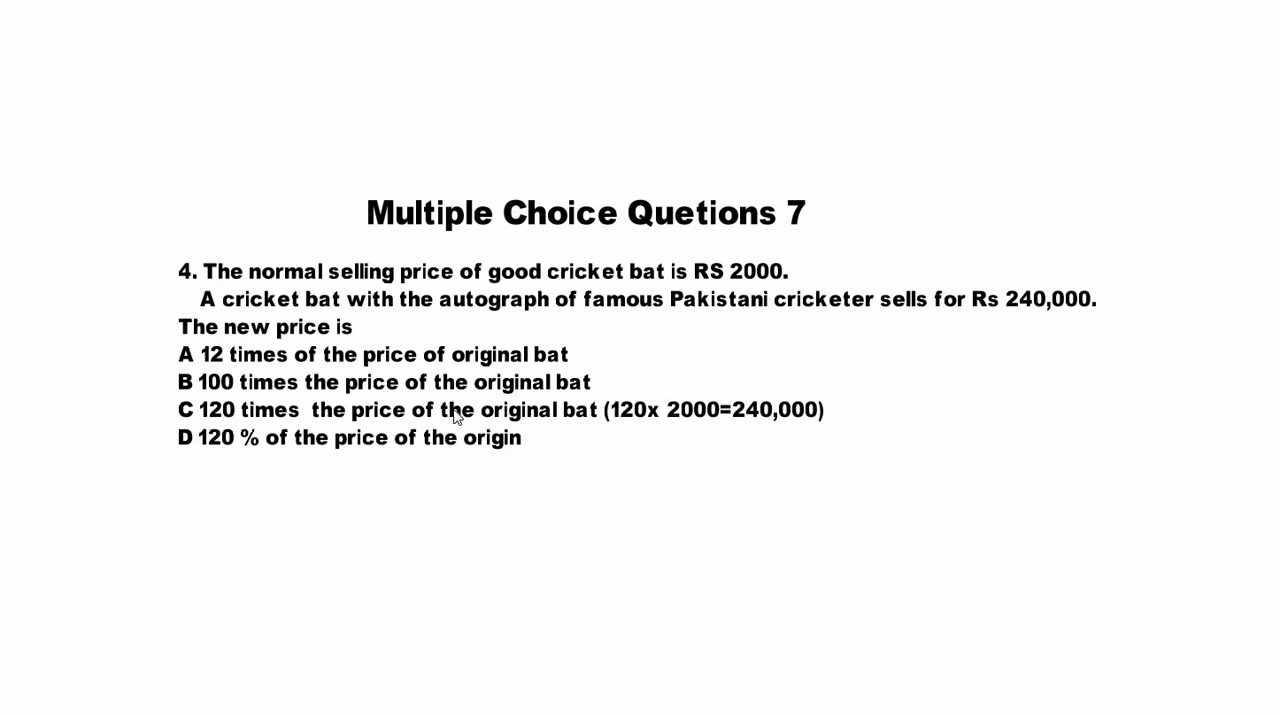 Multiple Choice Quetions 7
4. The normal selling price of good cricket bat is RS 2000.
A cricket bat with the autograph of famous Pakistani cricketer sells for Rs 240,000.
The new price is
A 12 times of the price of original bat
B 100 times the price of the original bat
C 120 times the price of the original bat (120x 2000=240,000)
D 120 % of the price of the origin